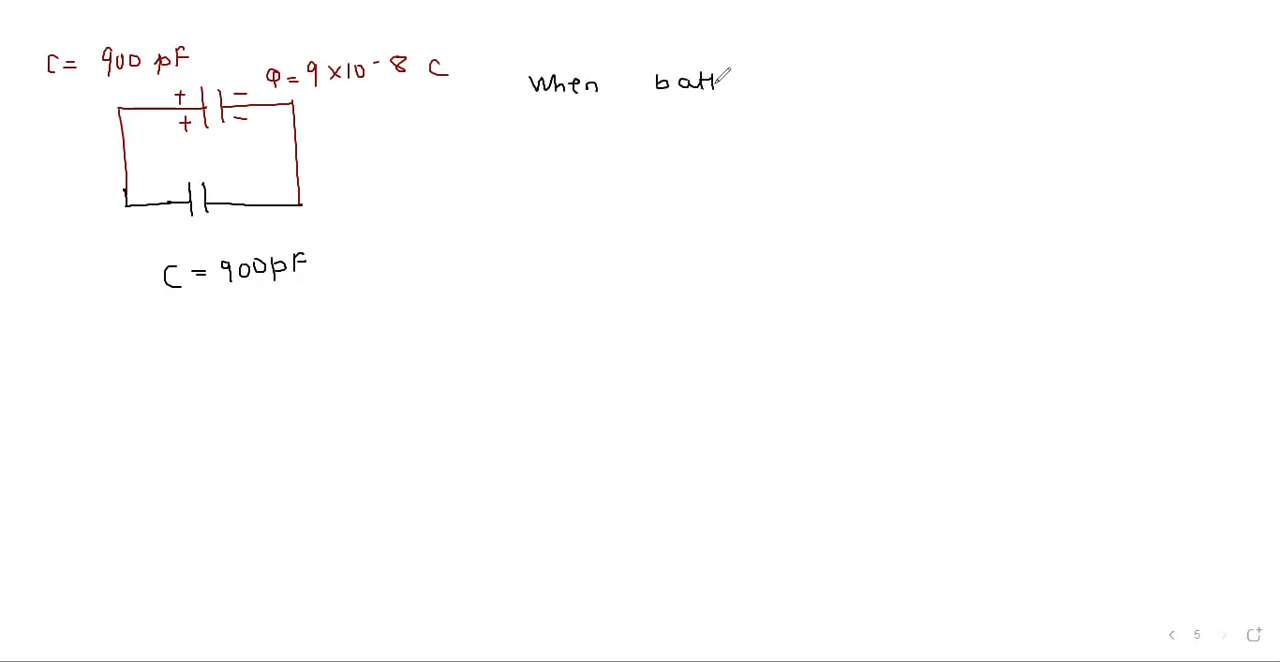 C = 900 pF
Q = 9 × 10⁻⁸ C
When batt
+ −
+ −
C = 900pF
5